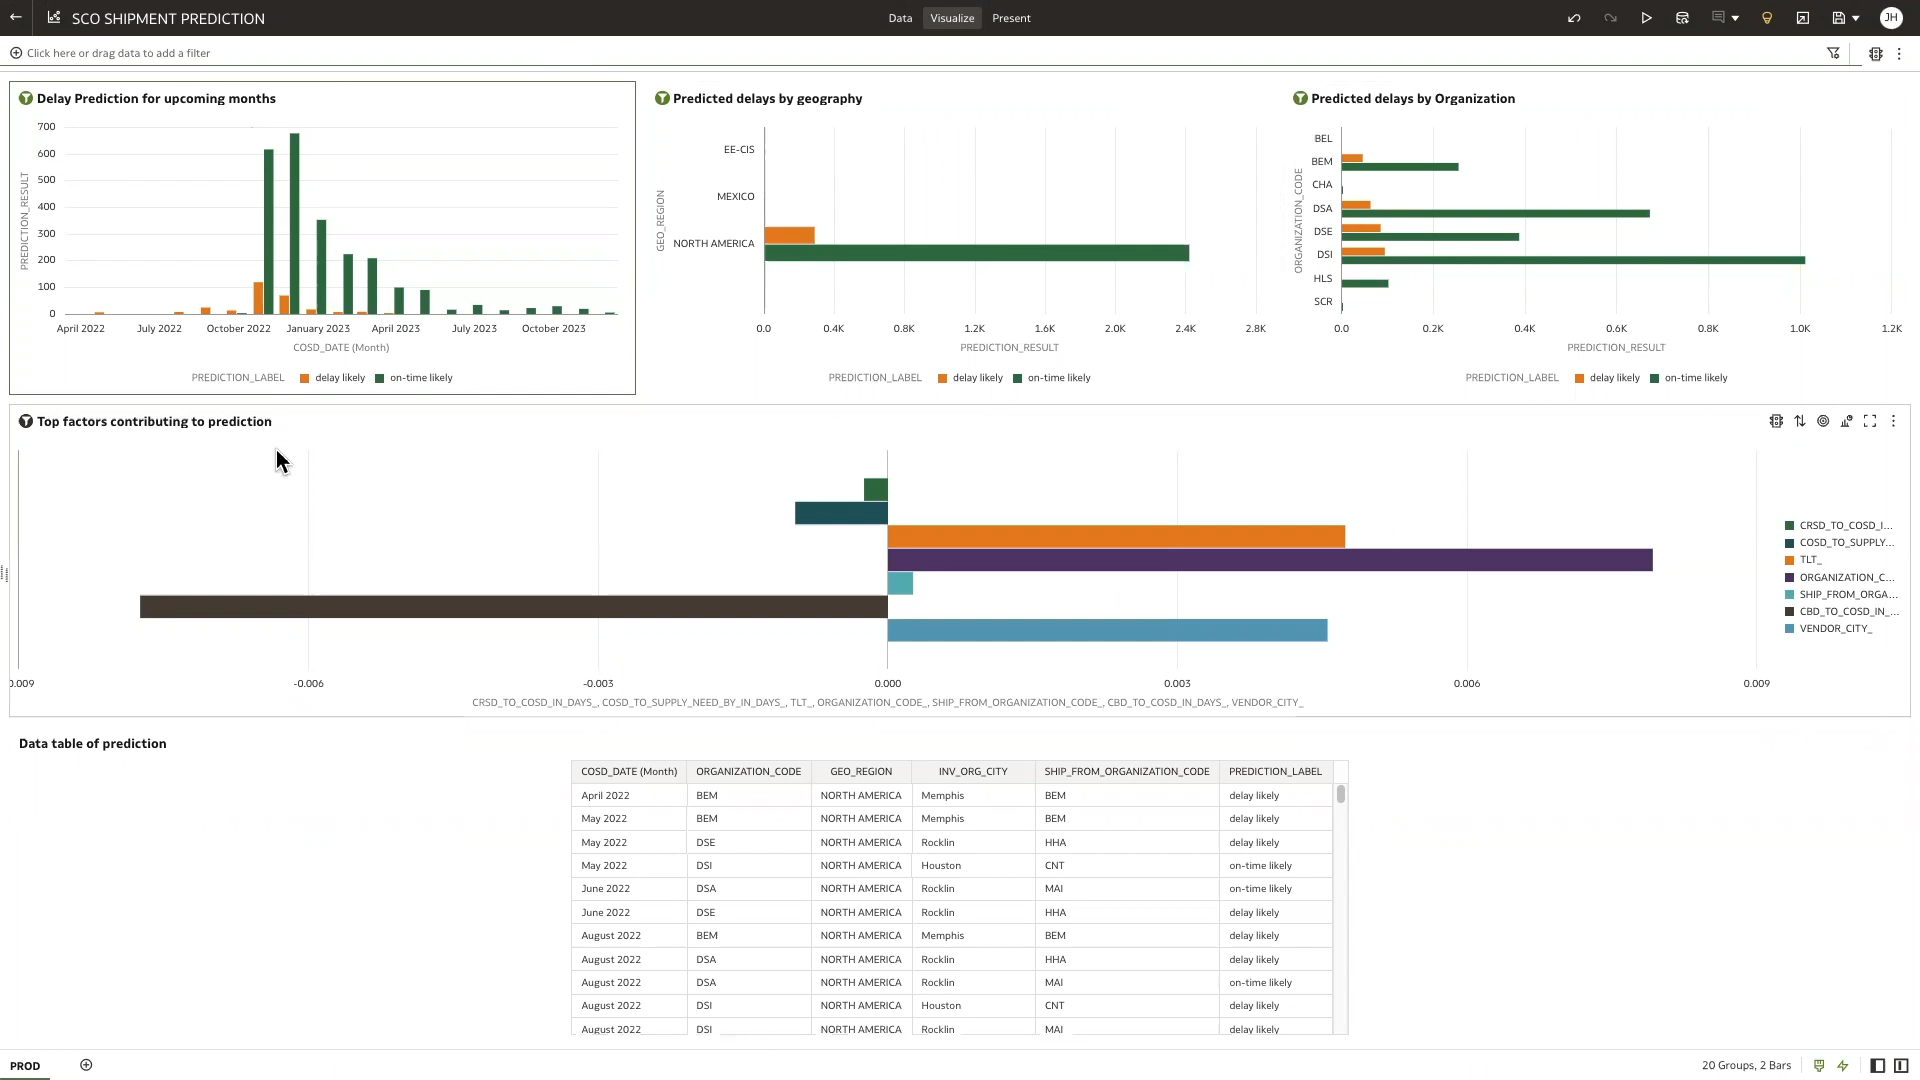 SCO SHIPMENT PREDICTION
Data Visualize Present
JH
Click here or drag data to add a filter
Delay Prediction for upcoming months
700
600
500
400
300
200
100
0
PREDICTION_RESULT
April 2022 July 2022 October 2022 January 2023 April 2023 July 2023 October 2023
COSD_DATE (Month)
PREDICTION_LABEL delay likely on-time likely
Predicted delays by geography
GEO_REGION
EE-CIS
MEXICO
NORTH AMERICA
0.0 0.4K 0.8K 1.2K 1.6K 2.0K 2.4K 2.8K
PREDICTION_RESULT
PREDICTION_LABEL delay likely on-time likely
Predicted delays by Organization
ORGANIZATION_CODE
BEL
BEM
CHA
DSA
DSE
DSI
HLS
SCR
0.0 0.2K 0.4K 0.6K 0.8K 1.0K 1.2K
PREDICTION_RESULT
PREDICTION_LABEL delay likely on-time likely
Top factors contributing to prediction
CRSD_TO_COSD_I...
COSD_TO_SUPPLY...
TLT_
ORGANIZATION_C...
SHIP_FROM_ORGA...
CBD_TO_COSD_IN_...
VENDOR_CITY_
0.009 -0.006 -0.003 0.000 0.003 0.006 0.009
CRSD_TO_COSD_IN_DAYS_, COSD_TO_SUPPLY_NEED_BY_IN_DAYS_, TLT_, ORGANIZATION_CODE_, SHIP_FROM_ORGANIZATION_CODE_, CBD_TO_COSD_IN_DAYS_, VENDOR_CITY_
Data table of prediction
COSD_DATE (Month) ORGANIZATION_CODE GEO_REGION INV_ORG_CITY SHIP_FROM_ORGANIZATION_CODE PREDICTION_LABEL
April 2022 BEM NORTH AMERICA Memphis BEM delay likely
May 2022 BEM NORTH AMERICA Memphis BEM delay likely
May 2022 DSE NORTH AMERICA Rocklin HHA delay likely
May 2022 DSI NORTH AMERICA Houston CNT on-time likely
June 2022 DSA NORTH AMERICA Rocklin MAI on-time likely
June 2022 DSE NORTH AMERICA Rocklin HHA delay likely
August 2022 BEM NORTH AMERICA Memphis BEM delay likely
August 2022 DSA NORTH AMERICA Rocklin HHA delay likely
August 2022 DSA NORTH AMERICA Rocklin MAI on-time likely
August 2022 DSI NORTH AMERICA Houston CNT delay likely
August 2022 DSI NORTH AMERICA Rocklin MAI delay likely
PROD
20 Groups, 2 Bars